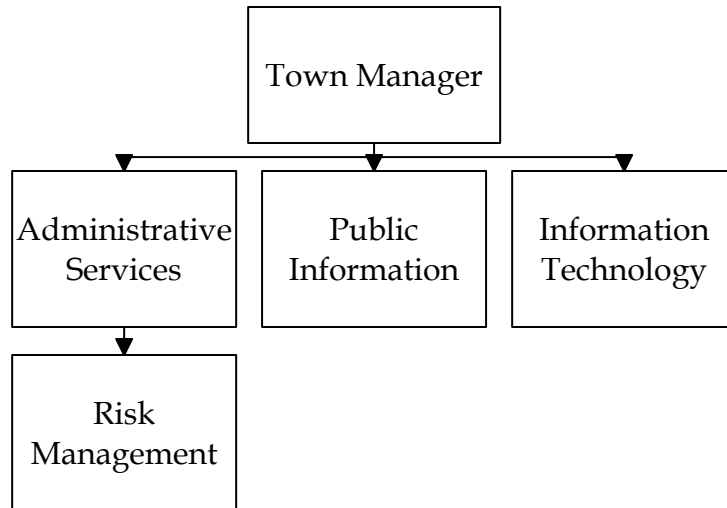 Town Manager
Administrative
Services
Public
Information
Information
Technology
Risk
Management